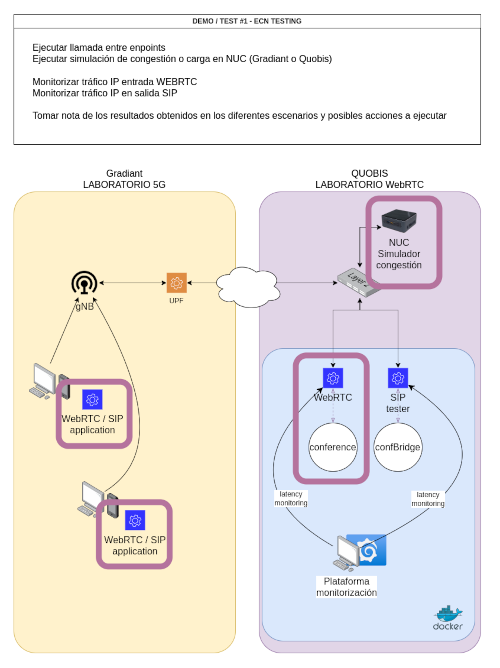 DEMO / TEST #1 - ECN TESTING
Ejecutar llamada entre enpoints
Ejecutar simulación de congestión o carga en NUC (Gradiant o Quobis)
Monitorizar tráfico IP entrada WEBRTC
Monitorizar tráfico IP en salida SIP
Tomar nota de los resultados obtenidos en los diferentes escenarios y posibles acciones a ejecutar
Gradiant
LABORATORIO 5G
QUOBIS
LABORATORIO WebRTC
NUC
Simulador
congestión
Layer2
gNB
UPF
WebRTC / SIP
application
WebRTC / SIP
application
WebRTC
SIP
tester
conference
confBridge
latency
monitoring
latency
monitoring
Plataforma
monitorización
docker